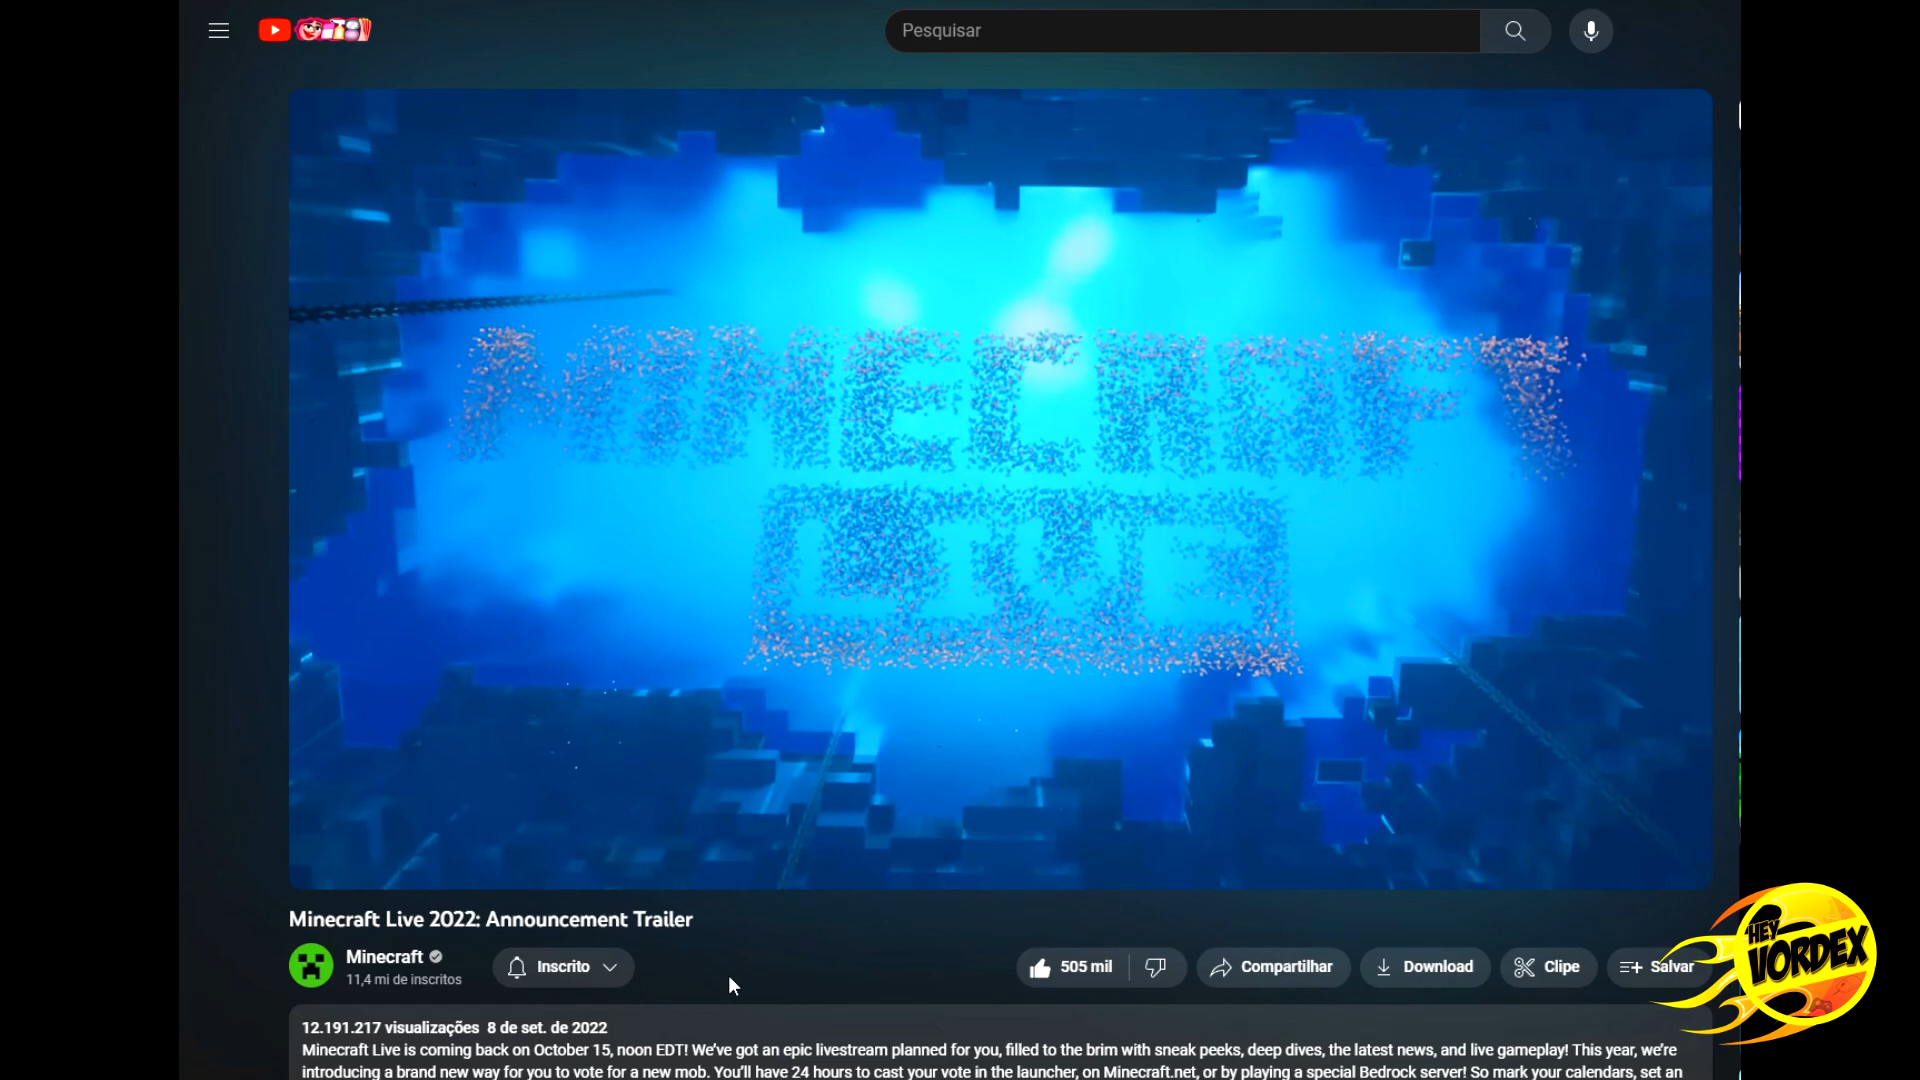 Pesquisar
MINECRAFT
LIVE
Minecraft Live 2022: Announcement Trailer
Minecraft
11,4 mi de inscritos
Inscrito
505 mil
Compartilhar
Download
Clipe
Salvar
HEY
VORDEX
12.191.217 visualizações 8 de set. de 2022
Minecraft Live is coming back on October 15, noon EDT! We've got an epic livestream planned for you, filled to the brim with sneak peeks, deep dives, the latest news, and live gameplay! This year, we're
introducing a brand new way for you to vote for a new mob. You'll have 24 hours to cast your vote in the launcher, on Minecraft.net, or by playing a special Bedrock server! So mark your calendars, set an